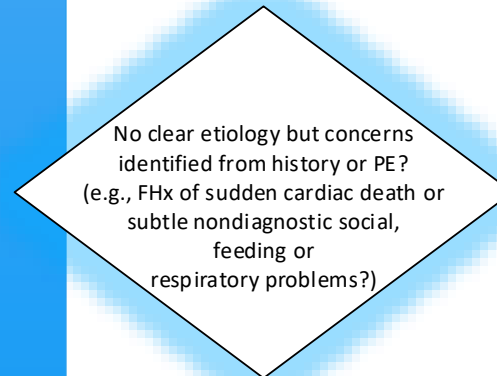 No clear etiology but concerns
identified from history or PE?
(e.g., FHx of sudden cardiac death or
subtle nondiagnostic social,
feeding or
respiratory problems?)